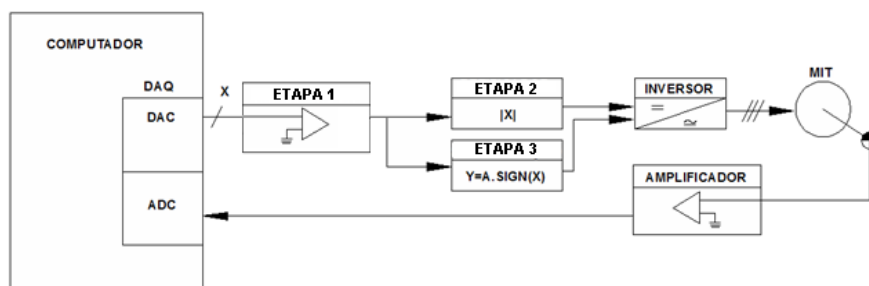 COMPUTADOR
DAQ
DAC
ADC
X
ETAPA 1
ETAPA 2
|X|
ETAPA 3
Y=A.SIGN(X)
INVERSOR
MIT
AMPLIFICADOR